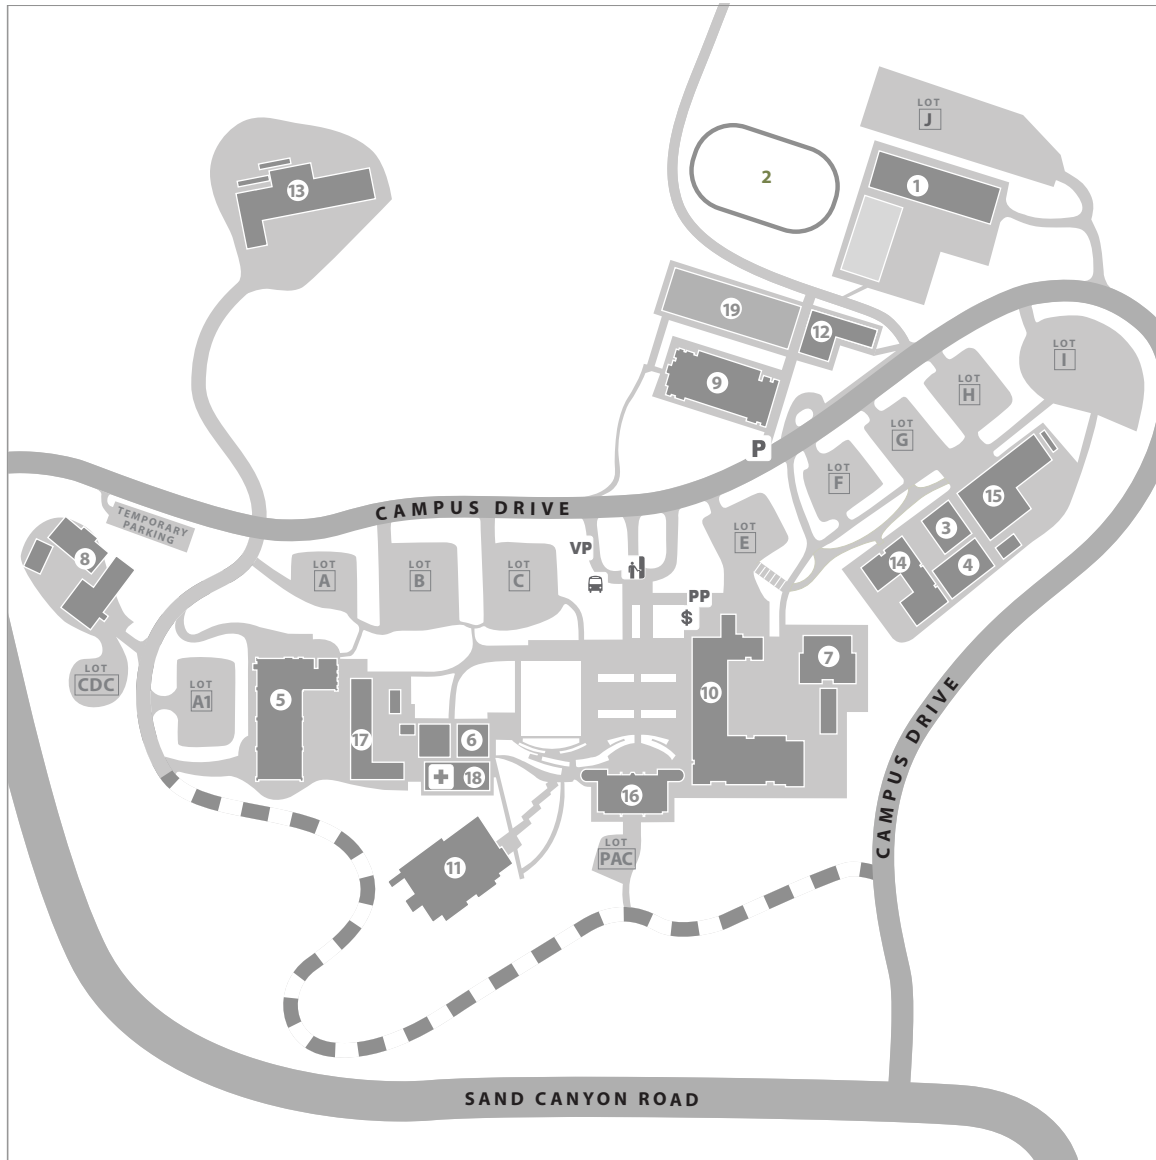 LOT
J
13
2
1
19
12
LOT
I
9
LOT
H
LOT
G
P
LOT
F
15
CAMPUS DRIVE
TEMPORARY
PARKING
3
LOT
E
VP
8
14
4
LOT
A
LOT
B
LOT
C
PP
$
7
LOT
CDC
LOT
A1
5
10
17
6
18
16
CAMPUS DRIVE
LOT
PAC
11
SAND CANYON ROAD